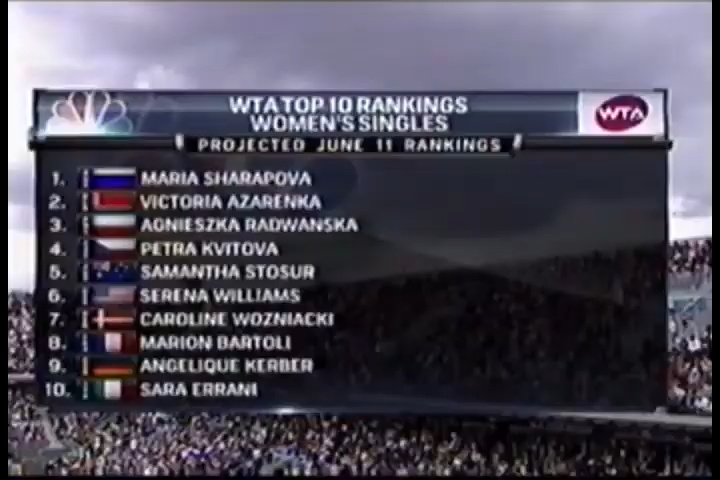 WTA TOP 10 RANKINGS
WOMEN'S SINGLES
WTA
PROJECTED JUNE 11 RANKINGS
1. MARIA SHARAPOVA
2. VICTORIA AZARENKA
3. AGNIESZKA RADWANSKA
4. PETRA KVITOVA
5. SAMANTHA STOSUR
6. SERENA WILLIAMS
7. CAROLINE WOZNIACKI
8. MARION BARTOLI
9. ANGELIQUE KERBER
10. SARA ERRANI